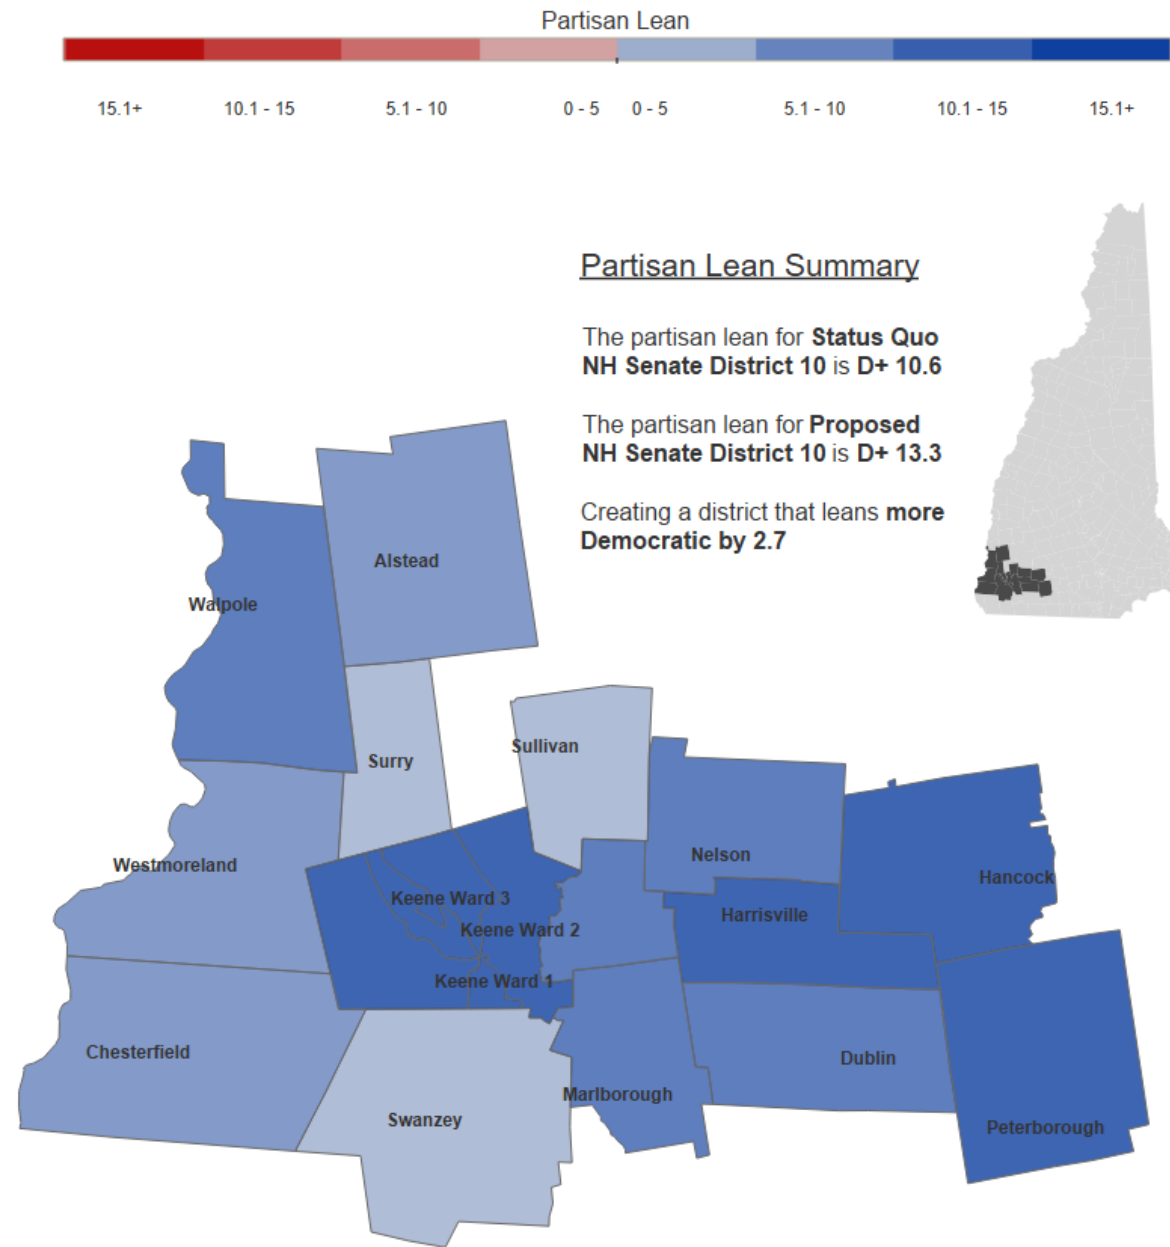 Partisan Lean
15.1+ 10.1 - 15 5.1 - 10 0 - 5 0 - 5 5.1 - 10 10.1 - 15 15.1+
Partisan Lean Summary
The partisan lean for Status Quo
NH Senate District 10 is D+ 10.6
The partisan lean for Proposed
NH Senate District 10 is D+ 13.3
Creating a district that leans more
Democratic by 2.7
Alstead
Walpole
Sullivan
Surry
Nelson
Westmoreland
Hancock
Keene Ward 3
Harrisville
Keene Ward 2
Keene Ward 1
Chesterfield
Dublin
Marlborough
Swanzey
Peterborough